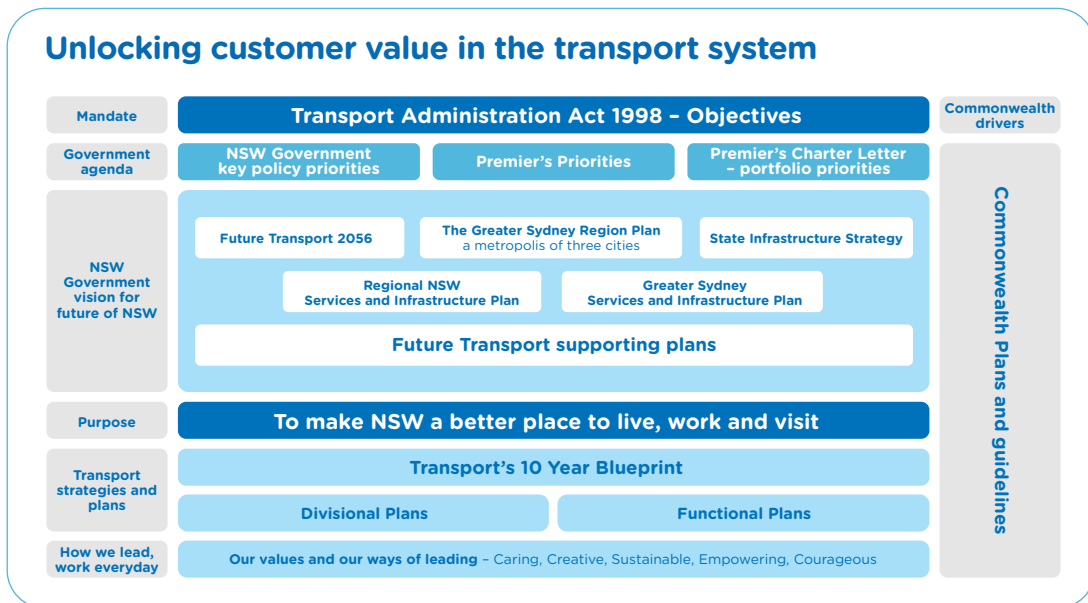 Unlocking customer value in the transport system
Mandate
Transport Administration Act 1998 – Objectives
Commonwealth
drivers
Government
agenda
NSW Government
key policy priorities
Premier's Priorities
Premier's Charter Letter
– portfolio priorities
NSW
Government
vision for
future of NSW
Future Transport 2056
The Greater Sydney Region Plan
a metropolis of three cities
State Infrastructure Strategy
Regional NSW
Services and Infrastructure Plan
Greater Sydney
Services and Infrastructure Plan
Future Transport supporting plans
Commonwealth Plans and guidelines
Purpose
To make NSW a better place to live, work and visit
Transport
strategies and
plans
Transport's 10 Year Blueprint
Divisional Plans
Functional Plans
How we lead,
work everyday
Our values and our ways of leading – Caring, Creative, Sustainable, Empowering, Courageous